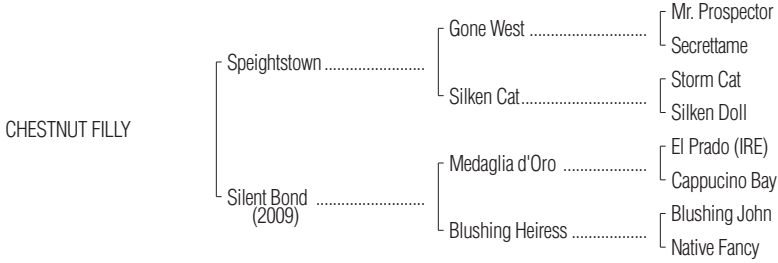 Mr. Prospector
Gone West ..............................
Secrettame
Speightstown .........................
Storm Cat
Silken Cat................................
Silken Doll
CHESTNUT FILLY
El Prado (IRE)
Medaglia d'Oro .....................
Cappucino Bay
Silent Bond ...........................
(2009)
Blushing John
Blushing Heiress ...................
Native Fancy